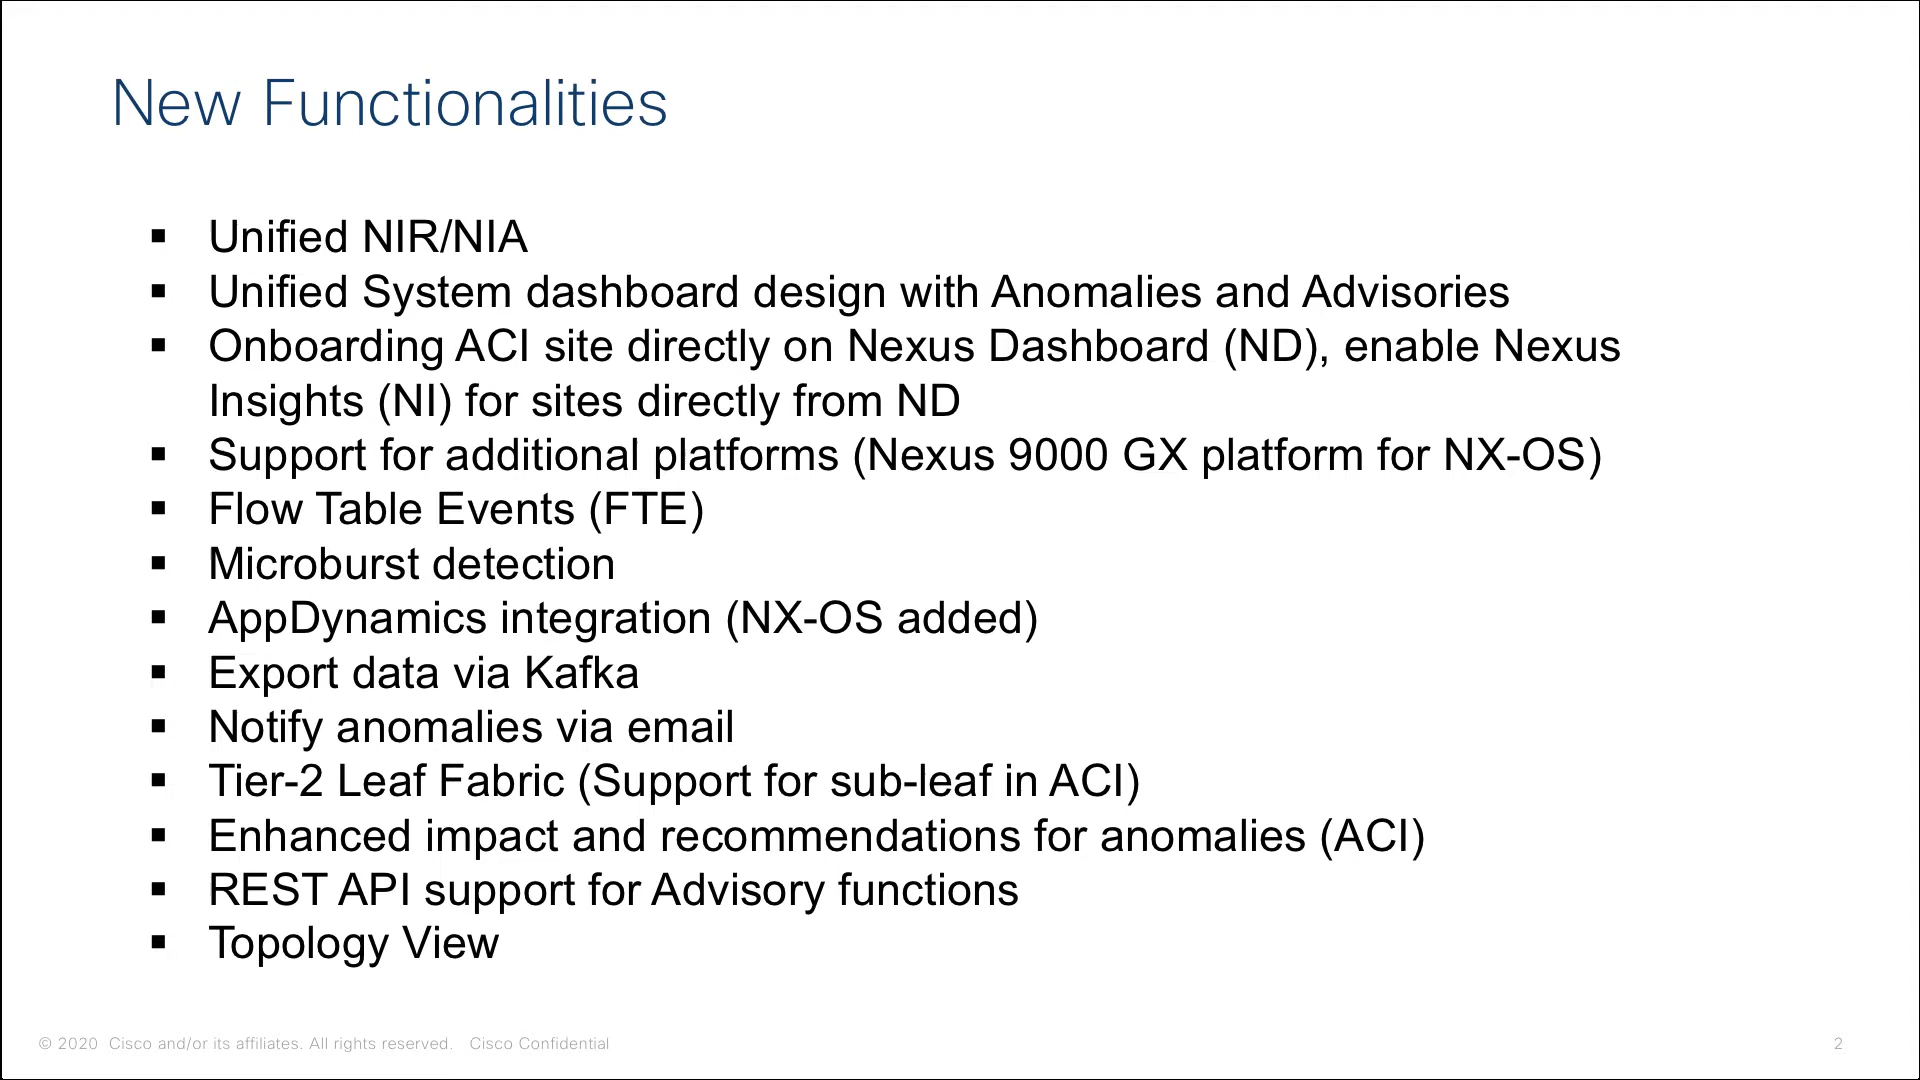 New Functionalities
▪ Unified NIR/NIA
▪ Unified System dashboard design with Anomalies and Advisories
▪ Onboarding ACI site directly on Nexus Dashboard (ND), enable Nexus
Insights (NI) for sites directly from ND
▪ Support for additional platforms (Nexus 9000 GX platform for NX-OS)
▪ Flow Table Events (FTE)
▪ Microburst detection
▪ AppDynamics integration (NX-OS added)
▪ Export data via Kafka
▪ Notify anomalies via email
▪ Tier-2 Leaf Fabric (Support for sub-leaf in ACI)
▪ Enhanced impact and recommendations for anomalies (ACI)
▪ REST API support for Advisory functions
▪ Topology View
© 2020 Cisco and/or its affiliates. All rights reserved. Cisco Confidential 2